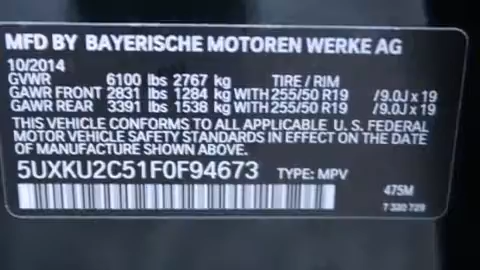 MFD BY BAYERISCHE MOTOREN WERKE AG
10/2014
GVWR 6100 lbs 2767 kg TIRE / RIM
GAWR FRONT 2831 lbs 1284 kg WITH 255/50 R19 / 9.0J x 19
GAWR REAR 3391 lbs 1538 kg WITH 255/50 R19 / 9.0J x 19
THIS VEHICLE CONFORMS TO ALL APPLICABLE U. S. FEDERAL
MOTOR VEHICLE SAFETY STANDARDS IN EFFECT ON THE DATE
OF MANUFACTURE SHOWN ABOVE.
5UXKU2C51F0F94673 TYPE: MPV
475M
7 320 729